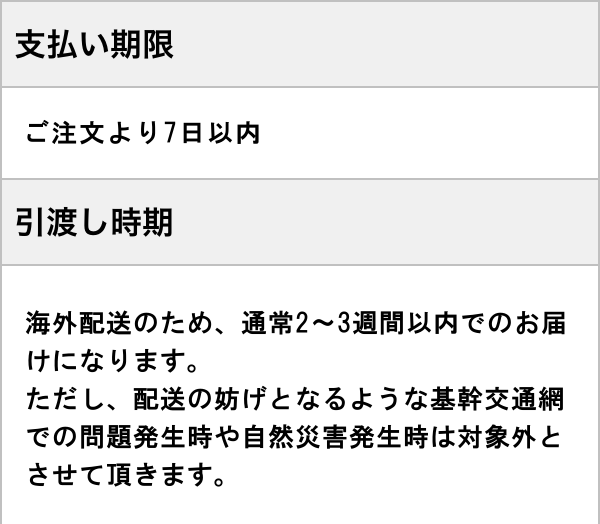 支払い期限
ご注文より7日以内
引渡し時期
海外配送のため、通常2〜3週間以内でのお届
けになります。
ただし、配送の妨げとなるような基幹交通網
での問題発生時や自然災害発生時は対象外と
させて頂きます。